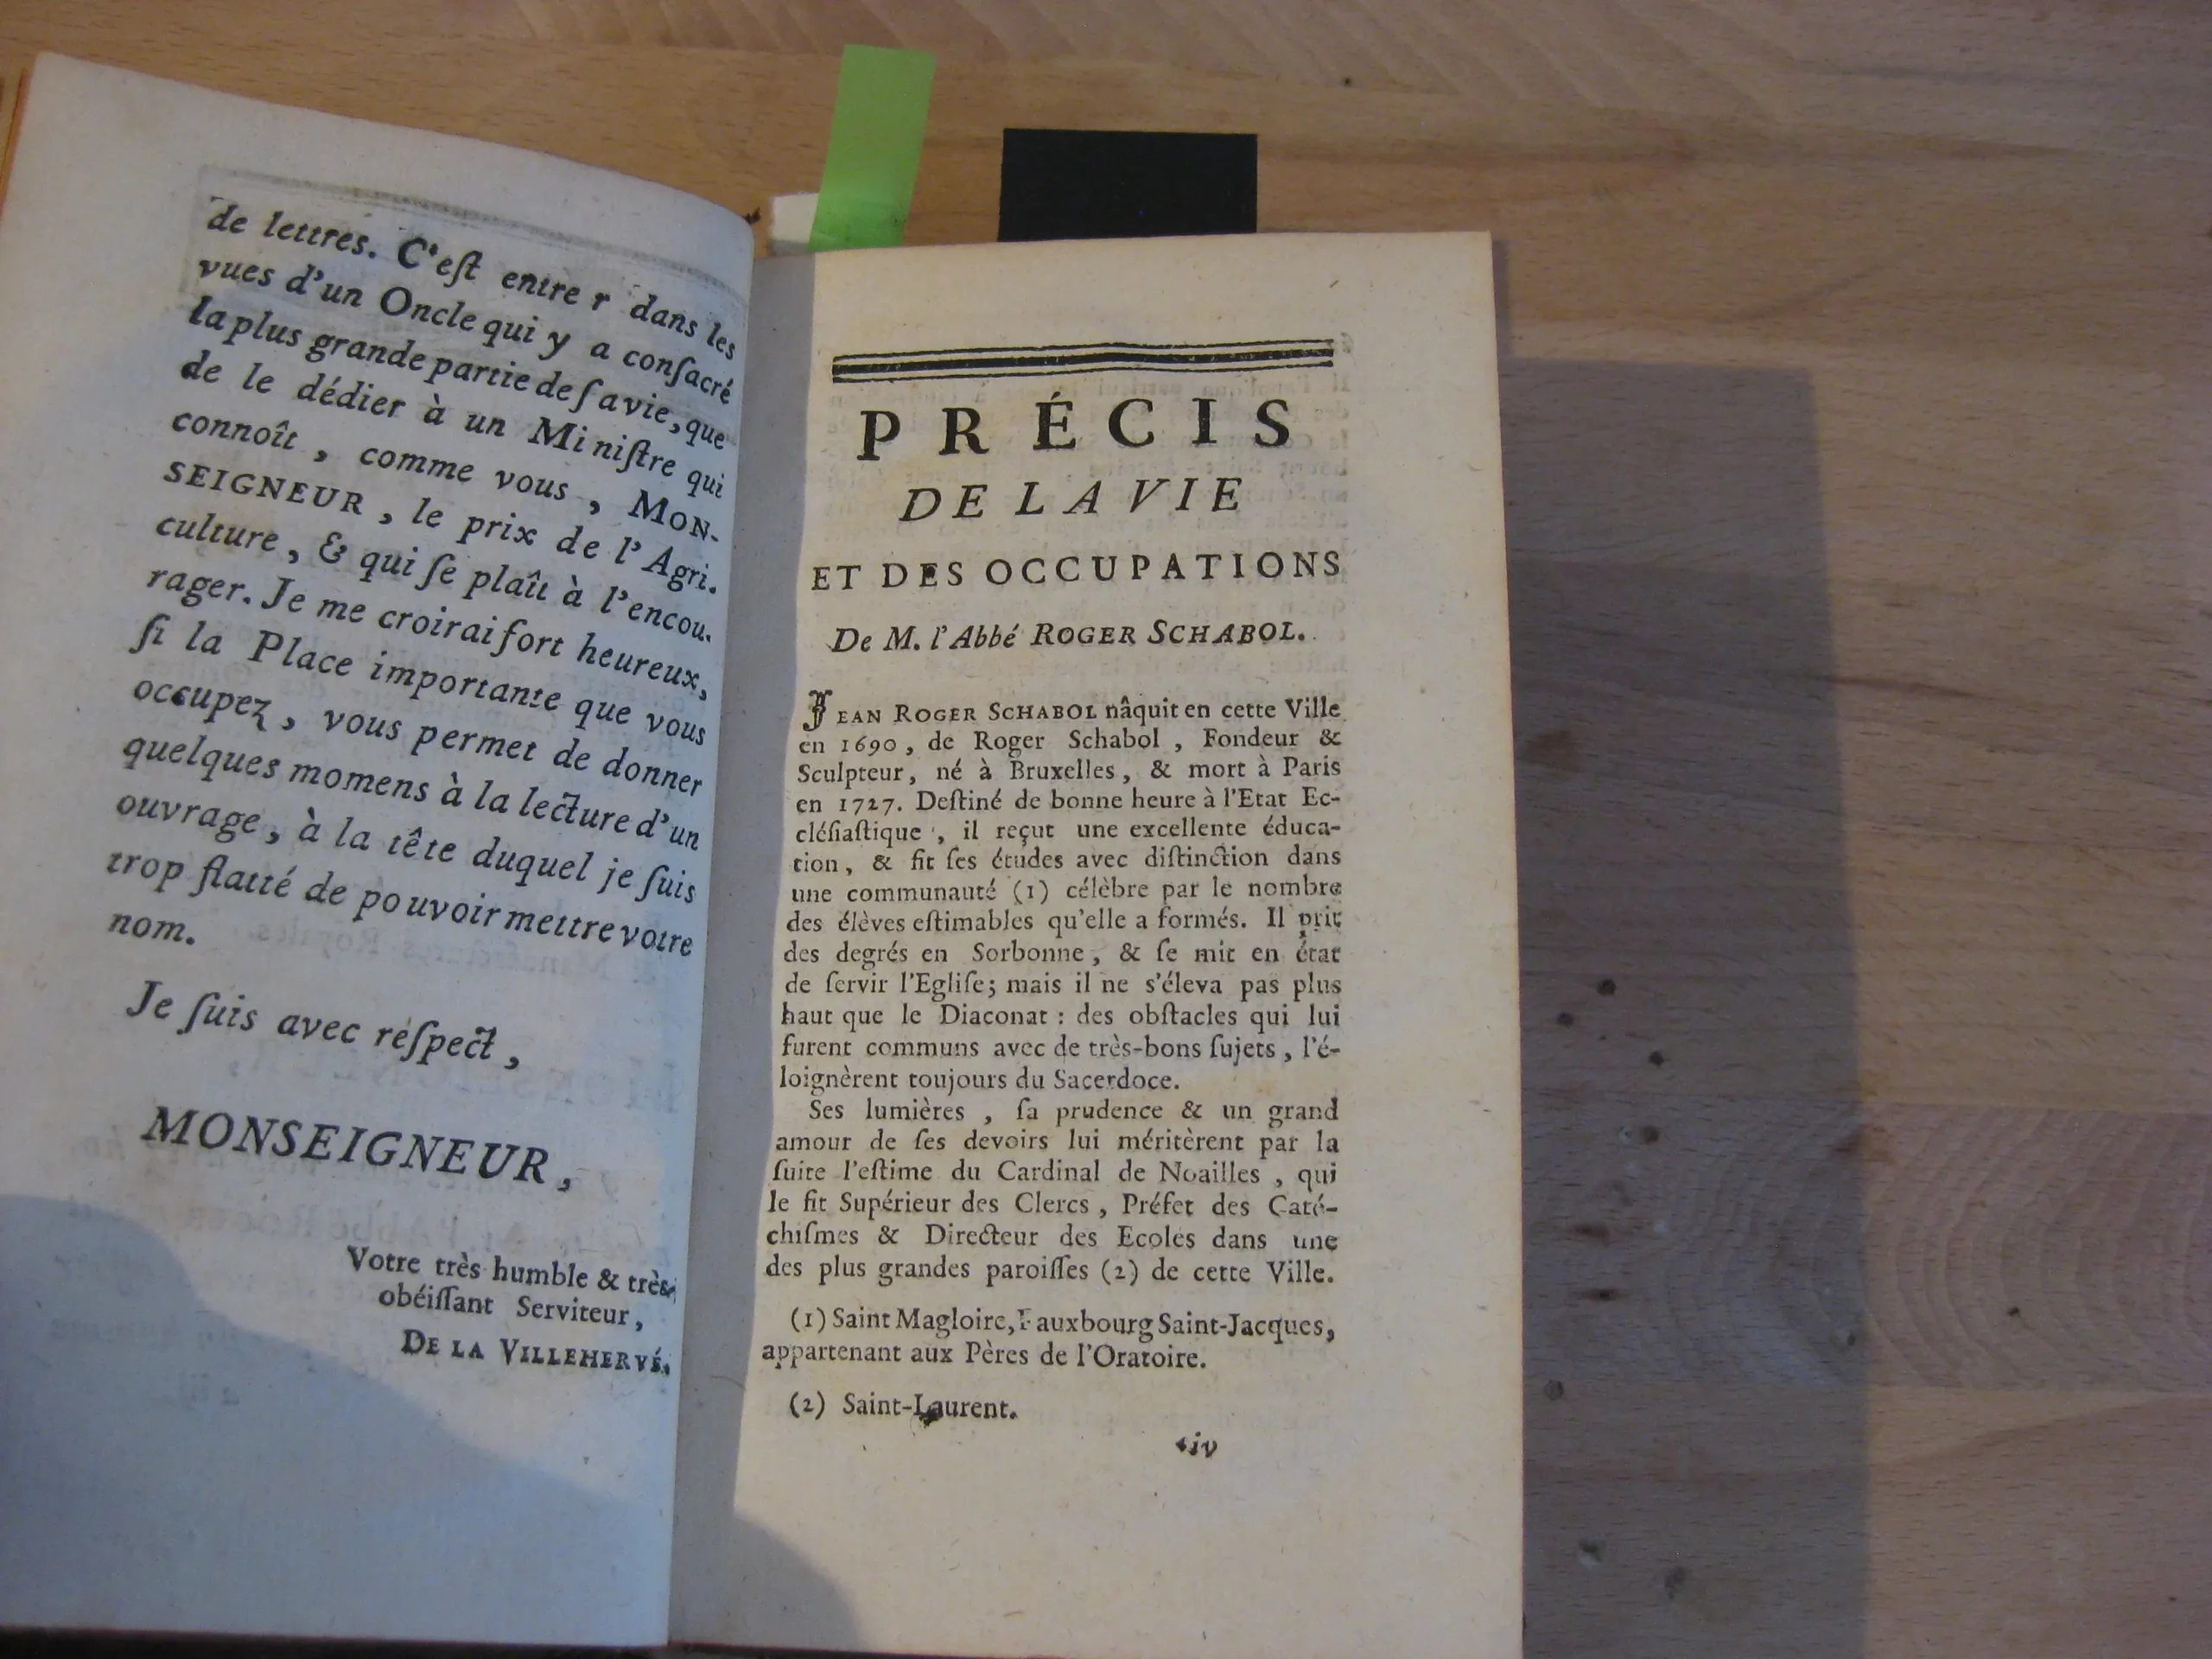 de lettres. C'eſt entre r dans les
vues d'un Oncle qui y a conſacré
la plus grande partie de ſa vie, que
de le dédier à un Miniſtre qui
connoît, comme vous, MON-
SEIGNEUR, le prix de l'Agri-
culture, & qui ſe plaît à l'encou-
rager. Je me croirai fort heureux,
ſi la Place importante que vous
occupez, vous permet de donner
quelques momens à la lecture d'un
ouvrage, à la tête duquel je ſuis
trop flatté de pouvoir mettre votre
nom.
Je ſuis avec reſpect,
MONSEIGNEUR,
Votre très humble & très-
obéiſſant Serviteur,
DE LA VILLEHERVÉ.
PRÉCIS
DE LA VIE
ET DES OCCUPATIONS
De M. l'Abbé ROGER SCHABOL.
JEAN ROGER SCHABOL nâquit en cette Ville
en 1690, de Roger Schabol, Fondeur &
Sculpteur, né à Bruxelles, & mort à Paris
en 1727. Deſtiné de bonne heure à l'Etat Ec-
cléſiaſtique, il reçut une excellente éduca-
tion, & fit ſes études avec diſtinction dans
une communauté (1) célèbre par le nombre
des élèves eſtimables qu'elle a formés. Il prit
des degrés en Sorbonne, & ſe mit en état
de ſervir l'Egliſe; mais il ne s'éleva pas plus
haut que le Diaconat : des obſtacles qui lui
furent communs avec de très-bons ſujets, l'é-
loignèrent toujours du Sacerdoce.
Ses lumières, ſa prudence & un grand
amour de ſes devoirs lui méritèrent par la
ſuite l'eſtime du Cardinal de Noailles, qui
le fit Supérieur des Clercs, Préfet des Caté-
chiſmes & Directeur des Ecoles dans une
des plus grandes paroiſſes (2) de cette Ville.
(1) Saint Magloire, Fauxbourg Saint-Jacques,
appartenant aux Pères de l'Oratoire.
(2) Saint-Laurent.
aiv